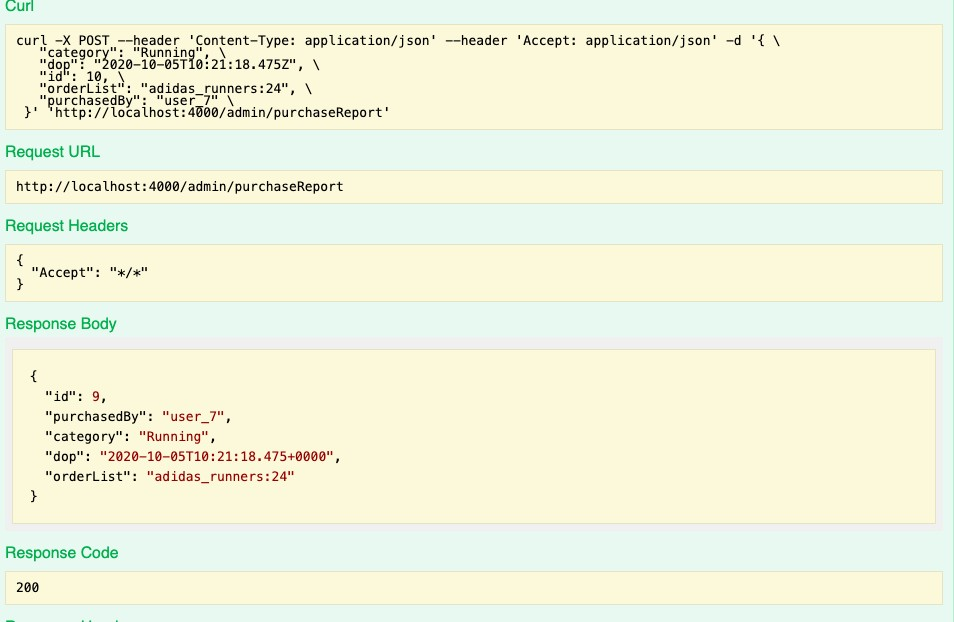 Curl
curl -X POST --header 'Content-Type: application/json' --header 'Accept: application/json' -d '{ \
   "category": "Running", \
   "dop": "2020-10-05T10:21:18.475Z", \
   "id": 10, \
   "orderList": "adidas_runners:24", \
   "purchasedBy": "user_7" \
 }' 'http://localhost:4000/admin/purchaseReport'
Request URL
http://localhost:4000/admin/purchaseReport
Request Headers
{
  "Accept": "*/*"
}
Response Body
{
  "id": 9,
  "purchasedBy": "user_7",
  "category": "Running",
  "dop": "2020-10-05T10:21:18.475+0000",
  "orderList": "adidas_runners:24"
}
Response Code
200